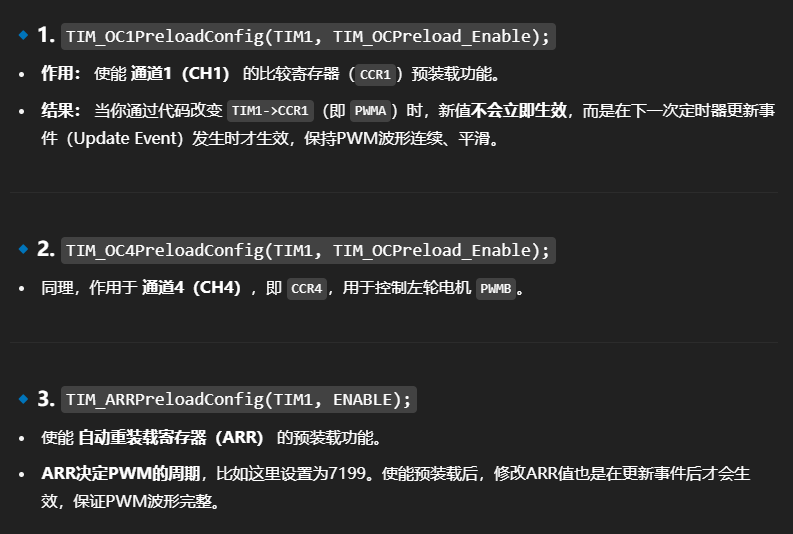 1. TIM_OC1PreloadConfig(TIM1, TIM_OCPreload_Enable);
• 作用： 使能 通道1（CH1） 的比较寄存器（CCR1）预装载功能。
• 结果： 当你通过代码改变 TIM1->CCR1（即 PWMA）时，新值不会立即生效，而是在下一次定时器更新事
件（Update Event）发生时才生效，保持PWM波形连续、平滑。
2. TIM_OC4PreloadConfig(TIM1, TIM_OCPreload_Enable);
• 同理，作用于 通道4（CH4），即 CCR4，用于控制左轮电机 PWMB。
3. TIM_ARRPreloadConfig(TIM1, ENABLE);
• 使能 自动重装载寄存器（ARR） 的预装载功能。
• ARR决定PWM的周期，比如这里设置为7199。使能预装载后，修改ARR值也是在更新事件后才会生
效，保证PWM波形完整。